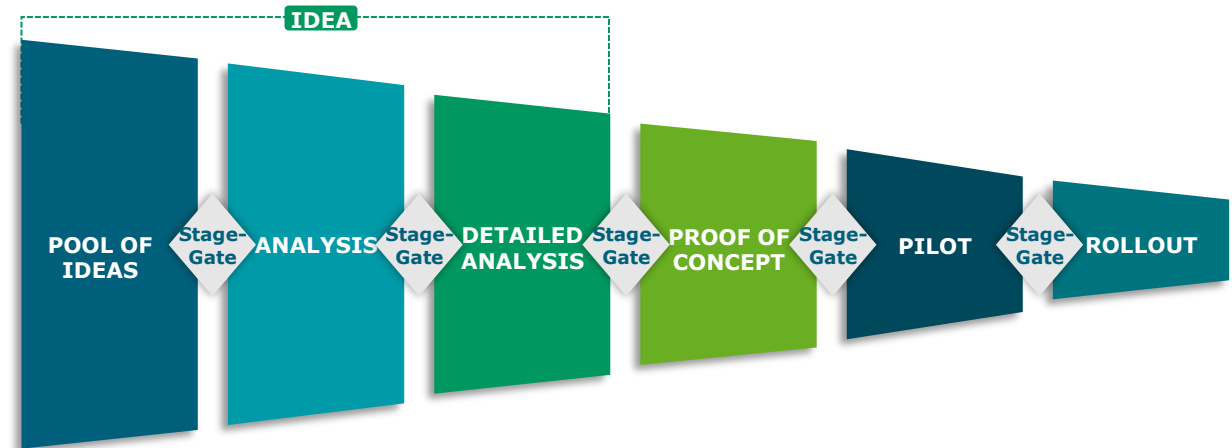 IDEA
POOL OF
IDEAS
Stage-
Gate
ANALYSIS
Stage-
Gate
DETAILED
ANALYSIS
Stage-
Gate
PROOF OF
CONCEPT
Stage-
Gate
PILOT
Stage-
Gate
ROLLOUT